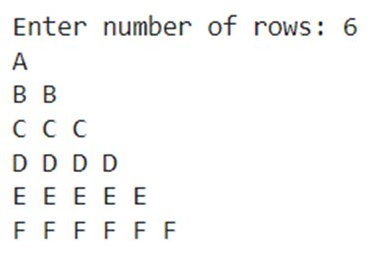 Enter number of rows: 6
A
B B
C C C
D D D D
E E E E E
F F F F F F